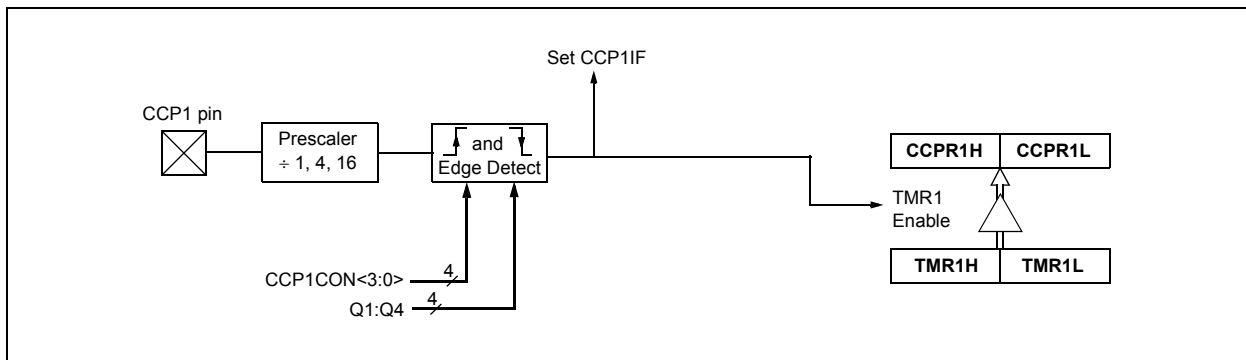 Set CCP1IF
CCP1 pin
Prescaler
÷ 1, 4, 16
and
Edge Detect
CCPR1H CCPR1L
TMR1
Enable
TMR1H TMR1L
CCP1CON<3:0> 4
Q1:Q4 4